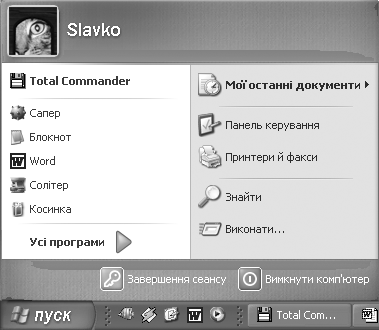 Slavko
Total Commander
Сапер
Блокнот
Word
Солітер
Косинка
Усі програми
Мої останні документи
Панель керування
Принтери й факси
Знайти
Виконати...
Завершення сеансу
Вимкнути комп'ютер
пуск
Total Com...